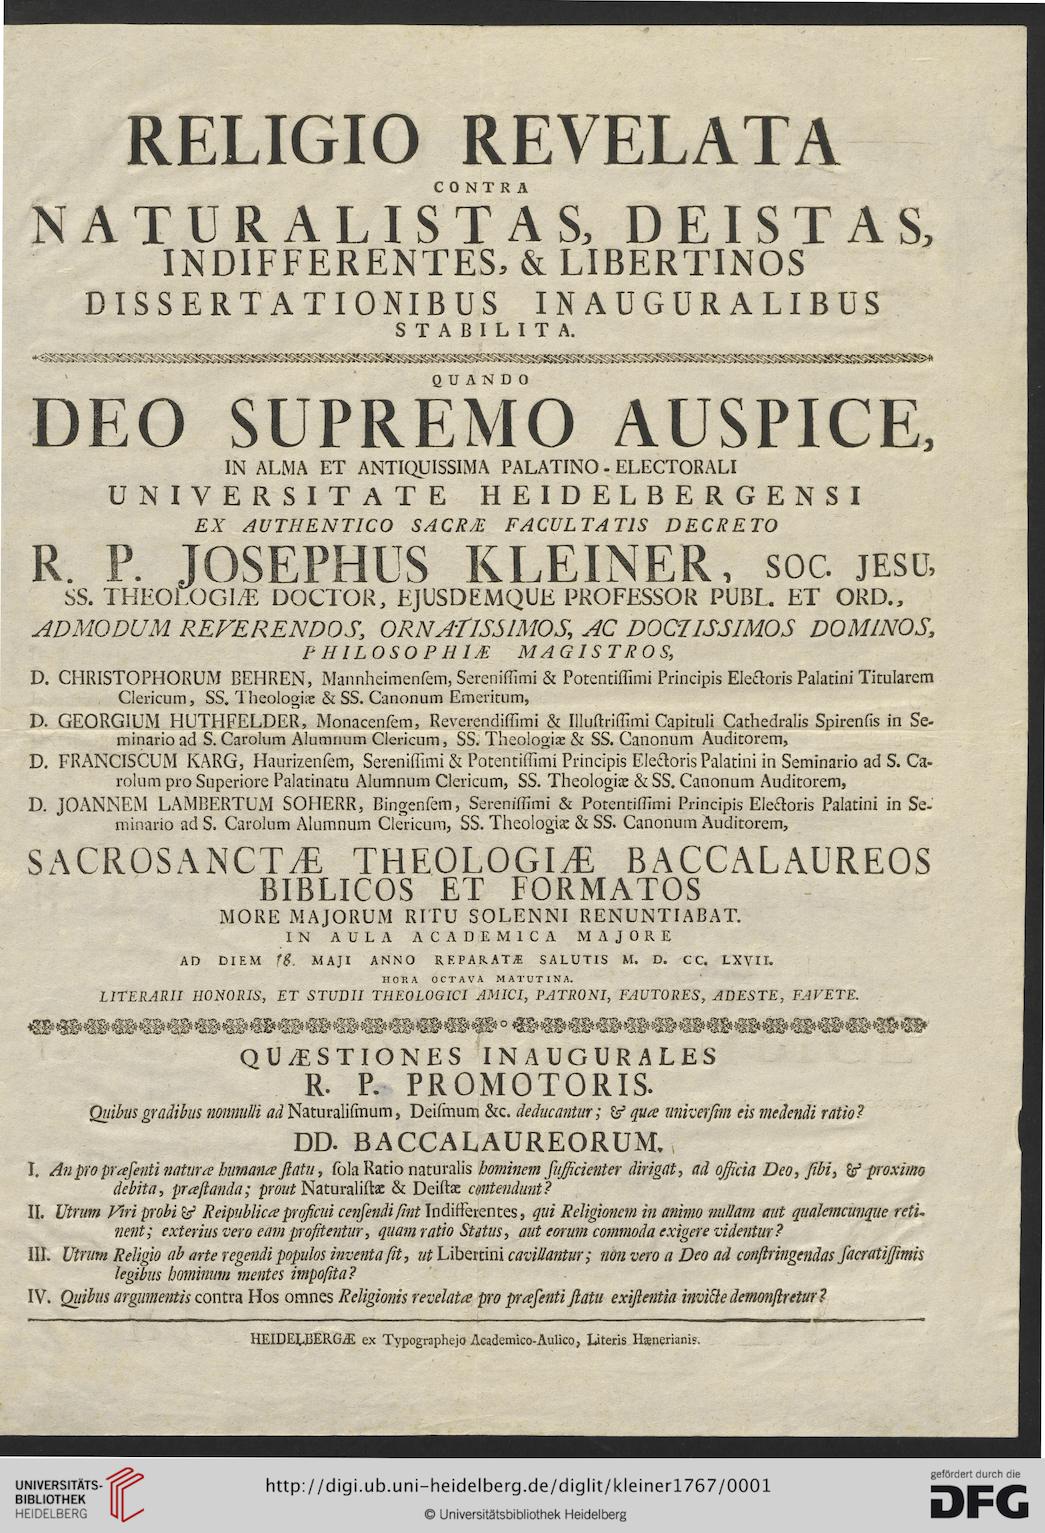 RELIGIO REVELATA
CONTRA
NATURALISTAS, DEISTAS,
INDIFFERENTES, & LIBERTINOS
DISSERTATIONIBUS INAUGURALIBUS
STABILITA.
QUANDO
DEO SUPREMO AUSPICE,
IN ALMA ET ANTIQUISSIMA PALATINO-ELECTORALI
UNIVERSITATE HEIDELBERGENSI
EX AUTHENTICO SACRÆ FACULTATIS DECRETO
R. P. JOSEPHUS KLEINER, SOC. JESU,
SS. THEOLOGIÆ DOCTOR, EJUSDEMQUE PROFESSOR PUBL. ET ORD.,
ADMODUM REVERENDOS, ORNATISSIMOS, AC DOCTISSIMOS DOMINOS,
PHILOSOPHIÆ MAGISTROS,
D. CHRISTOPHORUM BEHREN, Mannheimenſem, Sereniſſimi & Potentiſſimi Principis Electoris Palatini Titularem
Clericum, SS. Theologiæ & SS. Canonum Emeritum,
D. GEORGIUM HUTHFELDER, Monacenſem, Reverendiſſimi & Illuſtriſſimi Capituli Cathedralis Spirenſis in Se-
minario ad S. Carolum Alumnum Clericum, SS. Theologiæ & SS. Canonum Auditorem,
D. FRANCISCUM KARG, Haurizenſem, Sereniſſimi & Potentiſſimi Principis Electoris Palatini in Seminario ad S. Ca-
rolum pro Superiore Palatinatu Alumnum Clericum, SS. Theologiæ & SS. Canonum Auditorem,
D. JOANNEM LAMBERTUM SOHERR, Bingenſem, Sereniſſimi & Potentiſſimi Principis Electoris Palatini in Se-
minario ad S. Carolum Alumnum Clericum, SS. Theologiæ & SS. Canonum Auditorem,
SACROSANCTÆ THEOLOGIÆ BACCALAUREOS
BIBLICOS ET FORMATOS
MORE MAJORUM RITU SOLENNI RENUNTIABAT.
IN AULA ACADEMICA MAJORE
AD DIEM 18. MAJI ANNO REPARATÆ SALUTIS M. D. CC. LXVII.
HORA OCTAVA MATUTINA.
LITERARII HONORIS, ET STUDII THEOLOGICI AMICI, PATRONI, FAUTORES, ADESTE, FAVETE.
QUÆSTIONES INAUGURALES
R. P. PROMOTORIS.
Quibus gradibus nonnulli ad Naturaliſmum, Deiſmum &c. deducantur; & quæ univerſim eis medendi ratio?
DD. BACCALAUREORUM.
I. An pro præſenti naturæ humanæ ſtatu, ſola Ratio naturalis hominem ſufficienter dirigat, ad officia Deo, ſibi, & proximo
debita, præſtanda; prout Naturaliſtæ & Deiſtæ contendunt?
II. Utrum Viri probi & Reipublicæ proficui cenſendi ſint Indifferentes, qui Religionem in animo nullam aut qualemcunque reti-
nent; exterius vero eam profitentur, quam ratio Status, aut eorum commoda exigere videntur?
III. Utrum Religio ab arte regendi populos inventa ſit, ut Libertini cavillantur; non vero a Deo ad conſtringendas ſacratiſſimis
legibus hominum mentes impoſita?
IV. Quibus argumentis contra Hos omnes Religionis revelatæ pro præſenti ſtatu exiſtentia invicte demonſtretur?
HEIDELBERGÆ ex Typographejo Academico-Aulico, Literis Hænerianis.
UNIVERSITÄTS-
BIBLIOTHEK
HEIDELBERG
http://digi.ub.uni-heidelberg.de/diglit/kleiner1767/0001
© Universitätsbibliothek Heidelberg
gefördert durch die
DFG